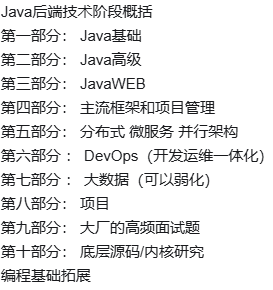 Java后端技术阶段概括
第一部分： Java基础
第二部分： Java高级
第三部分： JavaWEB
第四部分： 主流框架和项目管理
第五部分： 分布式 微服务 并行架构
第六部分 ： DevOps（开发运维一体化）
第七部分 ： 大数据（可以弱化）
第八部分： 项目
第九部分： 大厂的高频面试题
第十部分： 底层源码/内核研究
编程基础拓展